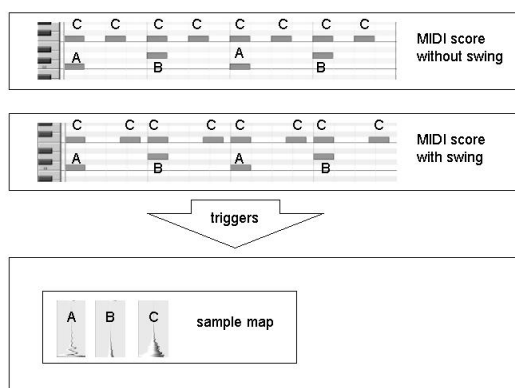 C C C C C C C C
MIDI score
without swing
A A
B B
C C C C C C C C
MIDI score
with swing
A A
B B
triggers
A B C
sample map